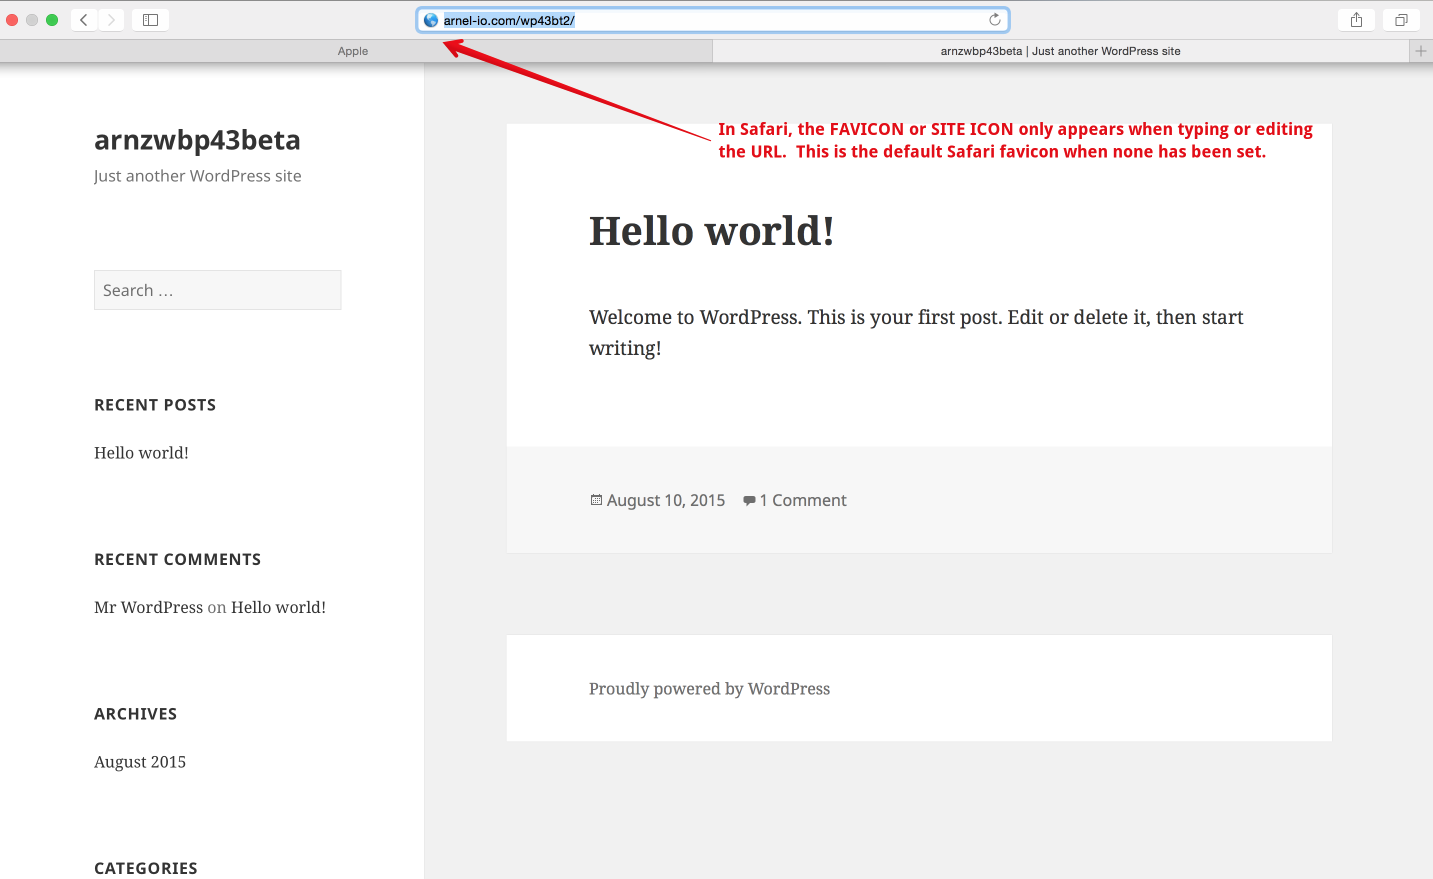 arnel-io.com/wp43bt2/
Apple
arnzwbp43beta | Just another WordPress site
arnzwbp43beta
Just another WordPress site
Search ...
RECENT POSTS
Hello world!
RECENT COMMENTS
Mr WordPress on Hello world!
ARCHIVES
August 2015
CATEGORIES
In Safari, the FAVICON or SITE ICON only appears when typing or editing
the URL.  This is the default Safari favicon when none has been set.
Hello world!
Welcome to WordPress. This is your first post. Edit or delete it, then start
writing!
August 10, 2015 1 Comment
Proudly powered by WordPress